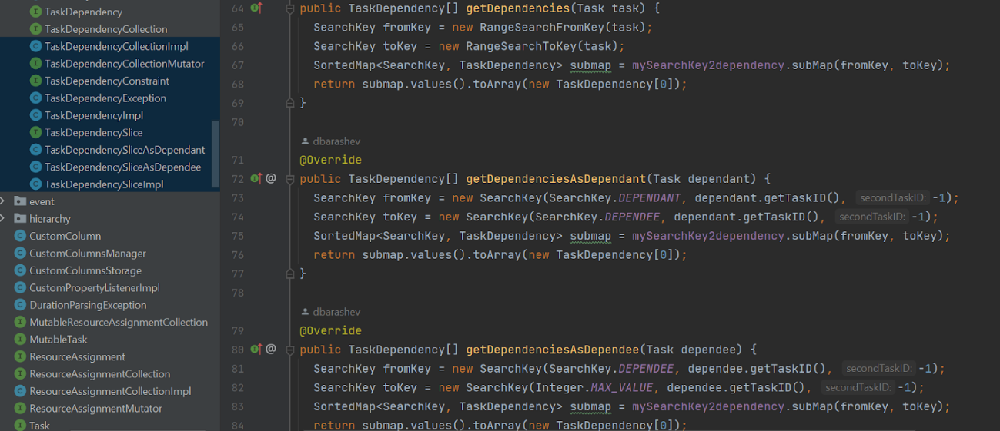 TaskDependency
TaskDependencyCollection
TaskDependencyCollectionImpl
TaskDependencyCollectionMutator
TaskDependencyConstraint
TaskDependencyException
TaskDependencyImpl
TaskDependencySlice
TaskDependencySliceAsDependant
TaskDependencySliceAsDependee
TaskDependencySliceImpl
event
hierarchy
CustomColumn
CustomColumnsManager
CustomColumnsStorage
CustomPropertyListenerImpl
DurationParsingException
MutableResourceAssignmentCollection
MutableTask
ResourceAssignment
ResourceAssignmentCollection
ResourceAssignmentCollectionImpl
ResourceAssignmentMutator
Task
64 public TaskDependency[] getDependencies(Task task) {
65 SearchKey fromKey = new RangeSearchFromKey(task);
66 SearchKey toKey = new RangeSearchToKey(task);
67 SortedMap<SearchKey, TaskDependency> submap = mySearchKey2dependency.subMap(fromKey, toKey);
68 return submap.values().toArray(new TaskDependency[0]);
69 }
70
dbarashev
71 @Override
72 @ public TaskDependency[] getDependenciesAsDependant(Task dependant) {
73 SearchKey fromKey = new SearchKey(SearchKey.DEPENDANT, dependant.getTaskID(), secondTaskID: -1);
74 SearchKey toKey = new SearchKey(SearchKey.DEPENDEE, dependant.getTaskID(), secondTaskID: -1);
75 SortedMap<SearchKey, TaskDependency> submap = mySearchKey2dependency.subMap(fromKey, toKey);
76 return submap.values().toArray(new TaskDependency[0]);
77 }
78
dbarashev
79 @Override
80 @ public TaskDependency[] getDependenciesAsDependee(Task dependee) {
81 SearchKey fromKey = new SearchKey(SearchKey.DEPENDEE, dependee.getTaskID(), secondTaskID: -1);
82 SearchKey toKey = new SearchKey(Integer.MAX_VALUE, dependee.getTaskID(), secondTaskID: -1);
83 SortedMap<SearchKey, TaskDependency> submap = mySearchKey2dependency.subMap(fromKey, toKey);
84 return submap.values().toArray(new TaskDependency[0]);